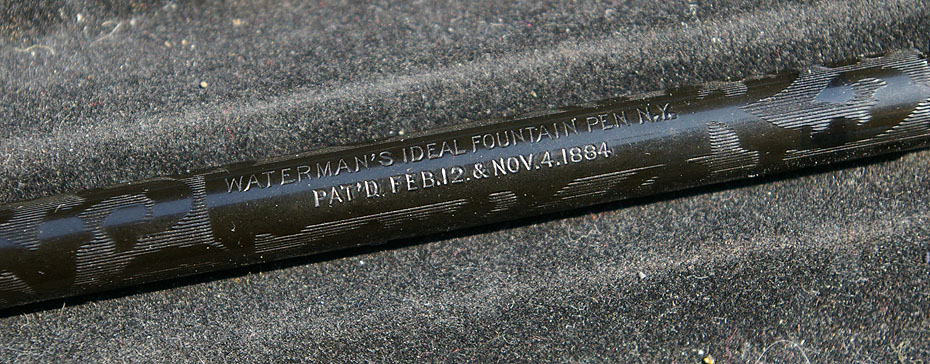 WATERMAN'S IDEAL FOUNTAIN PEN N.Y.
PAT'D. FEB.12.& NOV.4.1884